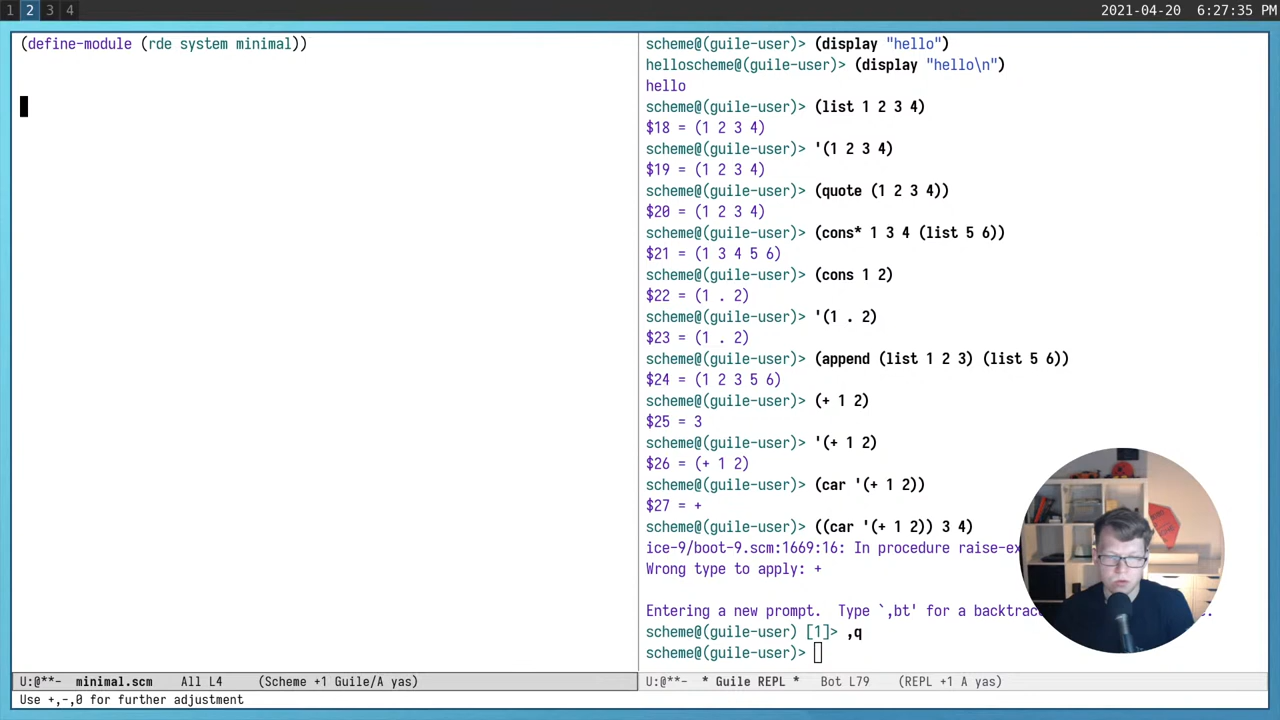 1 2 3 4
2021-04-20 6:27:35 PM
(define-module (rde system minimal))
U:@**- minimal.scm All L4 (Scheme +1 Guile/A yas)
scheme@(guile-user)> (display "hello")
helloscheme@(guile-user)> (display "hello\n")
hello
scheme@(guile-user)> (list 1 2 3 4)
$18 = (1 2 3 4)
scheme@(guile-user)> '(1 2 3 4)
$19 = (1 2 3 4)
scheme@(guile-user)> (quote (1 2 3 4))
$20 = (1 2 3 4)
scheme@(guile-user)> (cons* 1 3 4 (list 5 6))
$21 = (1 3 4 5 6)
scheme@(guile-user)> (cons 1 2)
$22 = (1 . 2)
scheme@(guile-user)> '(1 . 2)
$23 = (1 . 2)
scheme@(guile-user)> (append (list 1 2 3) (list 5 6))
$24 = (1 2 3 5 6)
scheme@(guile-user)> (+ 1 2)
$25 = 3
scheme@(guile-user)> '(+ 1 2)
$26 = (+ 1 2)
scheme@(guile-user)> (car '(+ 1 2))
$27 = +
scheme@(guile-user)> ((car '(+ 1 2)) 3 4)
ice-9/boot-9.scm:1669:16: In procedure raise-ex
Wrong type to apply: +
Entering a new prompt. Type `,bt' for a backtrac
scheme@(guile-user) [1]> ,q
scheme@(guile-user)>
U:@**- * Guile REPL * Bot L79 (REPL +1 A yas)
Use +,-,0 for further adjustment